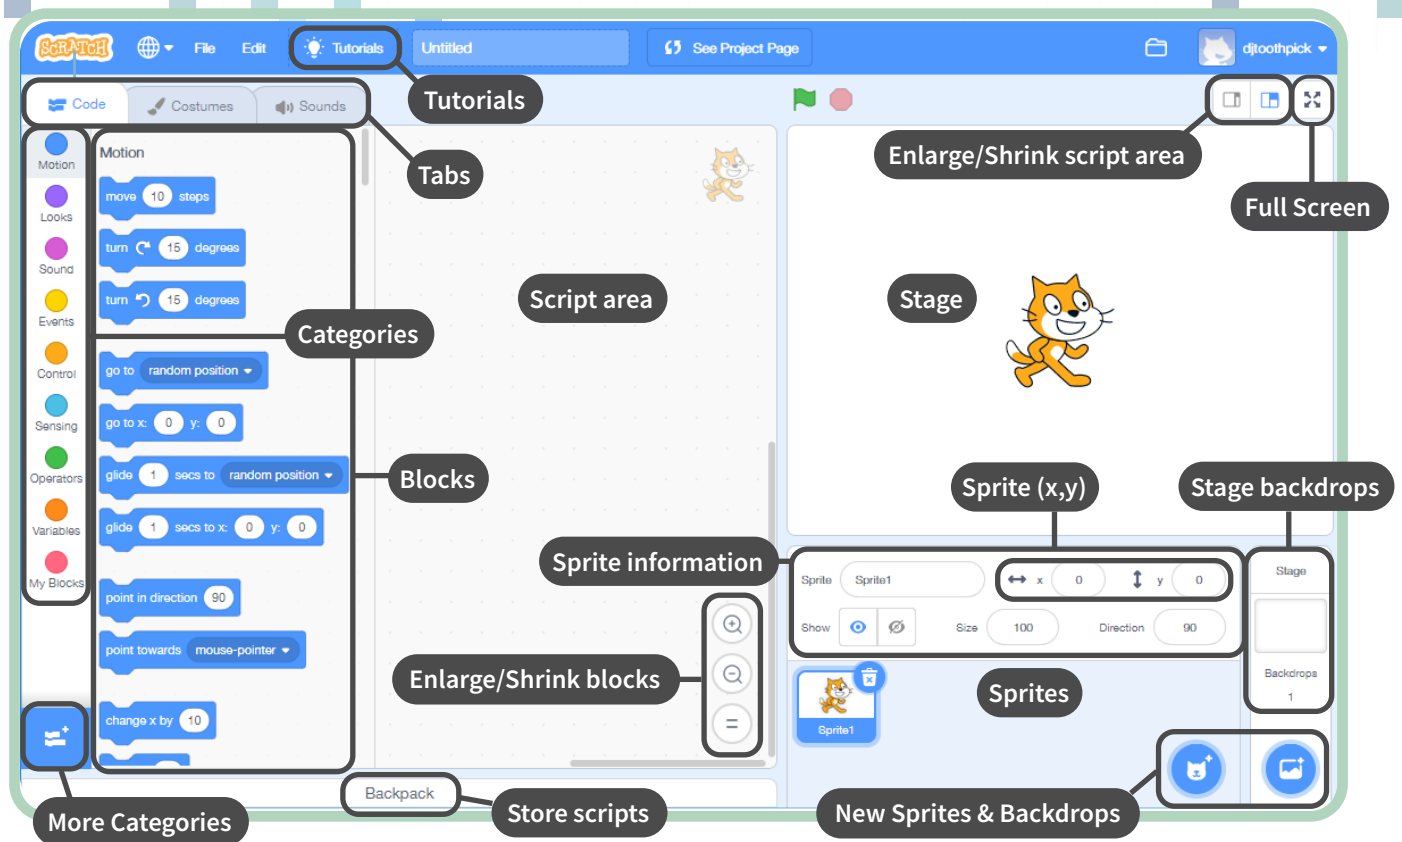 SCRATCH
File
Edit
Tutorials
Untitled
See Project Page
djtoothpick
Code
Costumes
Sounds
Tutorials
Tabs
Enlarge/Shrink script area
Full Screen
Motion
Looks
Sound
Events
Control
Sensing
Operators
Variables
My Blocks
Motion
move 10 steps
turn 15 degrees
turn 15 degrees
Categories
go to random position
go to x: 0 y: 0
glide 1 secs to random position
glide 1 secs to x: 0 y: 0
point in direction 90
point towards mouse-pointer
change x by 10
Blocks
Script area
Stage
Sprite (x,y)
Stage backdrops
Sprite information
Sprite Sprite1 x 0 y 0
Show Size 100 Direction 90
Stage
Backdrops
1
Enlarge/Shrink blocks
Sprites
Sprite1
Backpack
More Categories
Store scripts
New Sprites & Backdrops